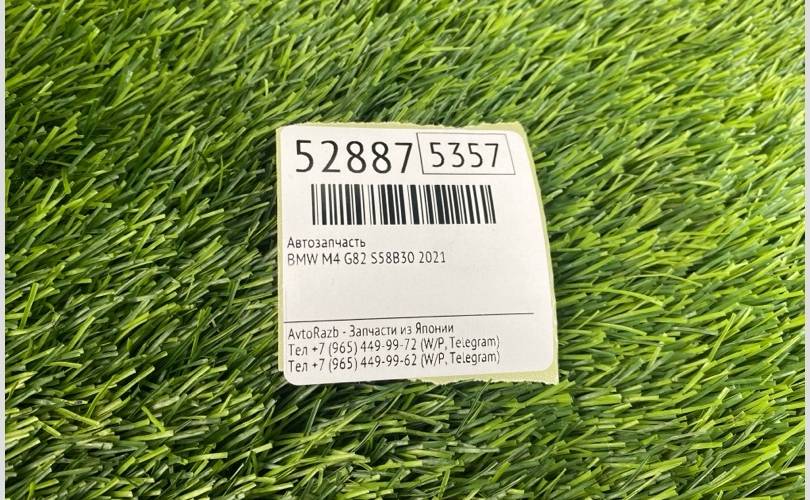 52887 5357
Автозапчасть
BMW M4 G82 S58B30 2021
AvtoRazb - Запчасти из Японии
Тел +7 (965) 449-99-72 (W/P, Telegram)
Тел +7 (965) 449-99-62 (W/P, Telegram)